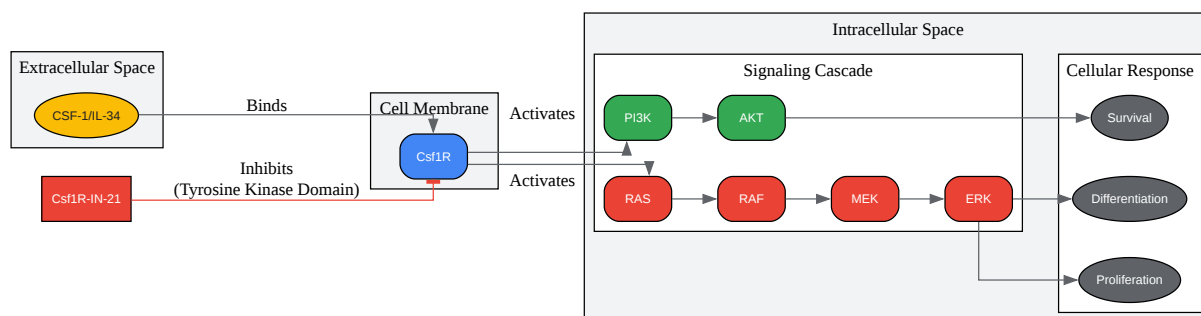 Intracellular Space
Extracellular Space
CSF-1/IL-34
Binds
Cell Membrane
Csf1R
Activates
Activates
Inhibits
(Tyrosine Kinase Domain)
Csf1R-IN-21
Signaling Cascade
PI3K
AKT
RAS
RAF
MEK
ERK
Cellular Response
Survival
Differentiation
Proliferation